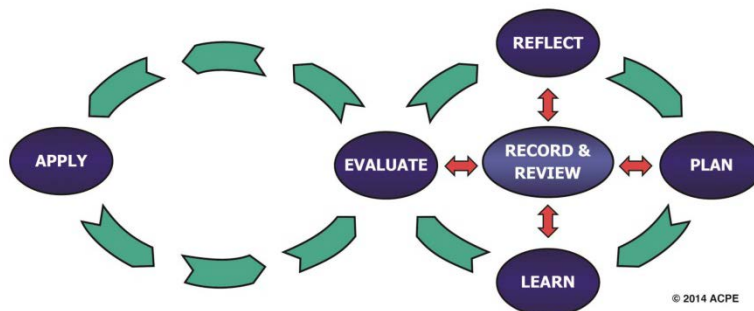 REFLECT
APPLY
EVALUATE
RECORD &
REVIEW
PLAN
LEARN
© 2014 ACPE